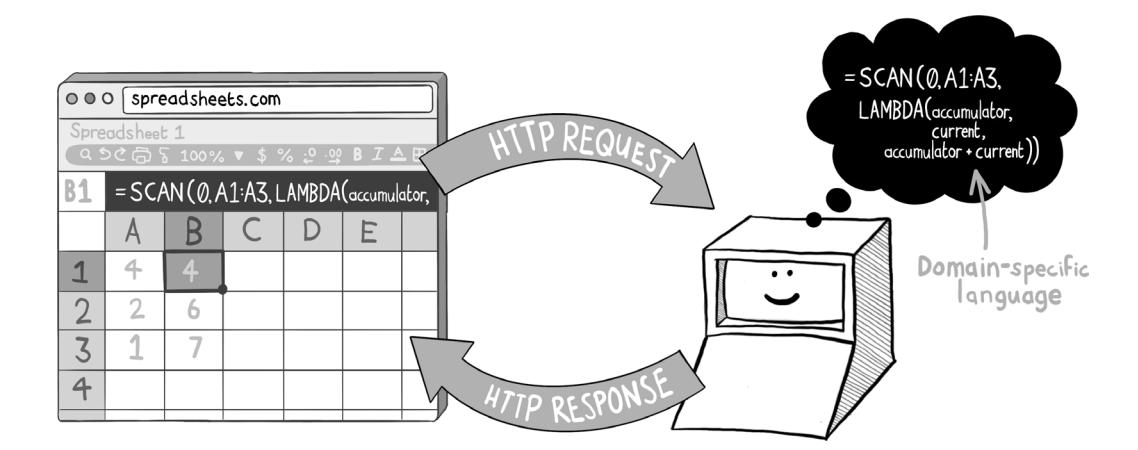 spreadsheets.com
Spreadsheet 1
100% ▼ $ % .0 .00 B I A
B1 =SCAN(0,A1:A3, LAMBDA(accumulator,
A B C D E
1 4 4
2 2 6
3 1 7
4
HTTP REQUEST
HTTP RESPONSE
=SCAN(0,A1:A3,
LAMBDA(accumulator,
current,
accumulator + current))
Domain-specific
language